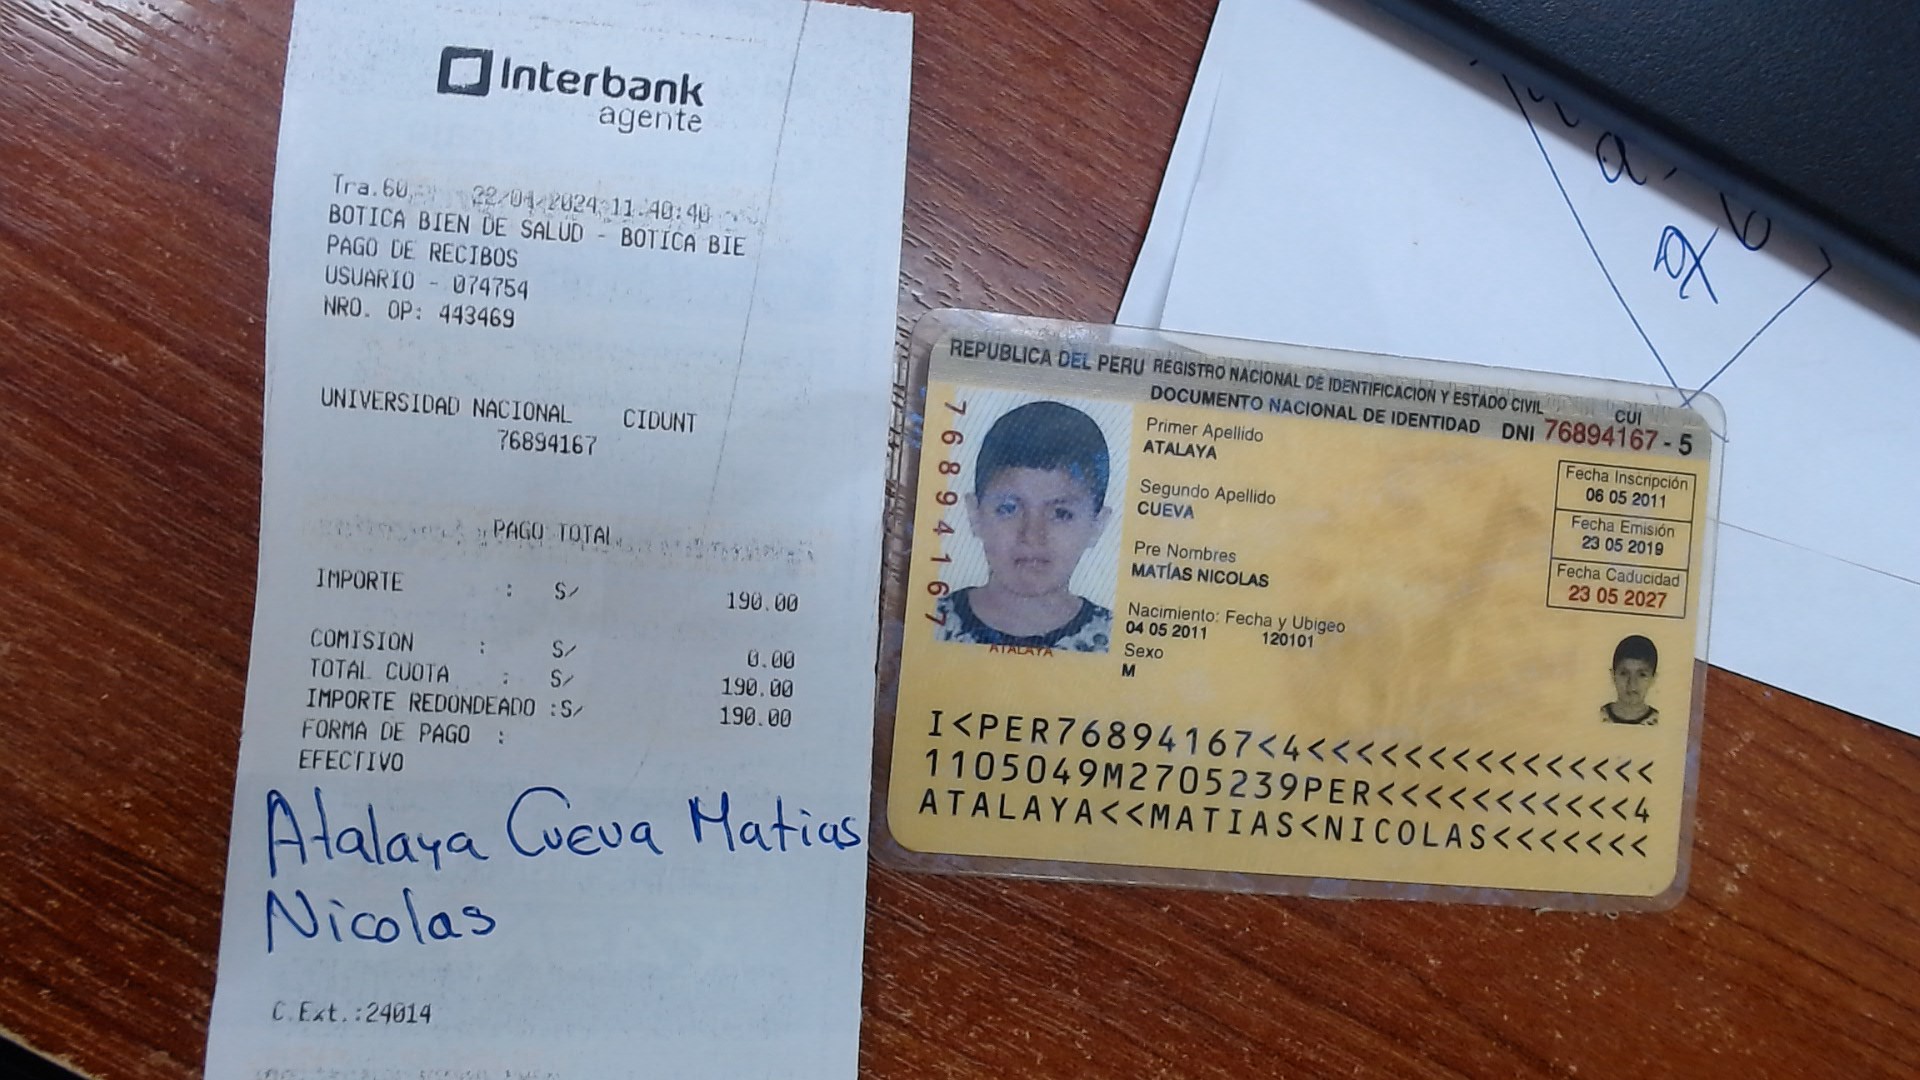 Interbank
agente
Tra.60 22/04/2024 11:40:40
BOTICA BIEN DE SALUD - BOTICA BIE
PAGO DE RECIBOS
USUARIO - 074754
NRO. OP: 443469
UNIVERSIDAD NACIONAL CIDUNT
76894167
PAGO TOTAL
IMPORTE : S/ 190.00
COMISION : S/ 0.00
TOTAL CUOTA : S/ 190.00
IMPORTE REDONDEADO :S/ 190.00
FORMA DE PAGO :
EFECTIVO
Atalaya Cueva Matias
Nicolas
C.Ext.:24014
REPUBLICA DEL PERU REGISTRO NACIONAL DE IDENTIFICACION Y ESTADO CIVIL
DOCUMENTO NACIONAL DE IDENTIDAD
CUI
DNI 76894167 - 5
76894167
Primer Apellido
ATALAYA
Segundo Apellido
CUEVA
Pre Nombres
MATÍAS NICOLAS
Nacimiento: Fecha y Ubigeo
04 05 2011 120101
Sexo
M
ATALAYA
Fecha Inscripción
06 05 2011
Fecha Emisión
23 05 2019
Fecha Caducidad
23 05 2027
I<PER76894167<4<<<<<<<<<<<<<<<
1105049M2705239PER<<<<<<<<<<<4
ATALAYA<<MATIAS<NICOLAS<<<<<<<